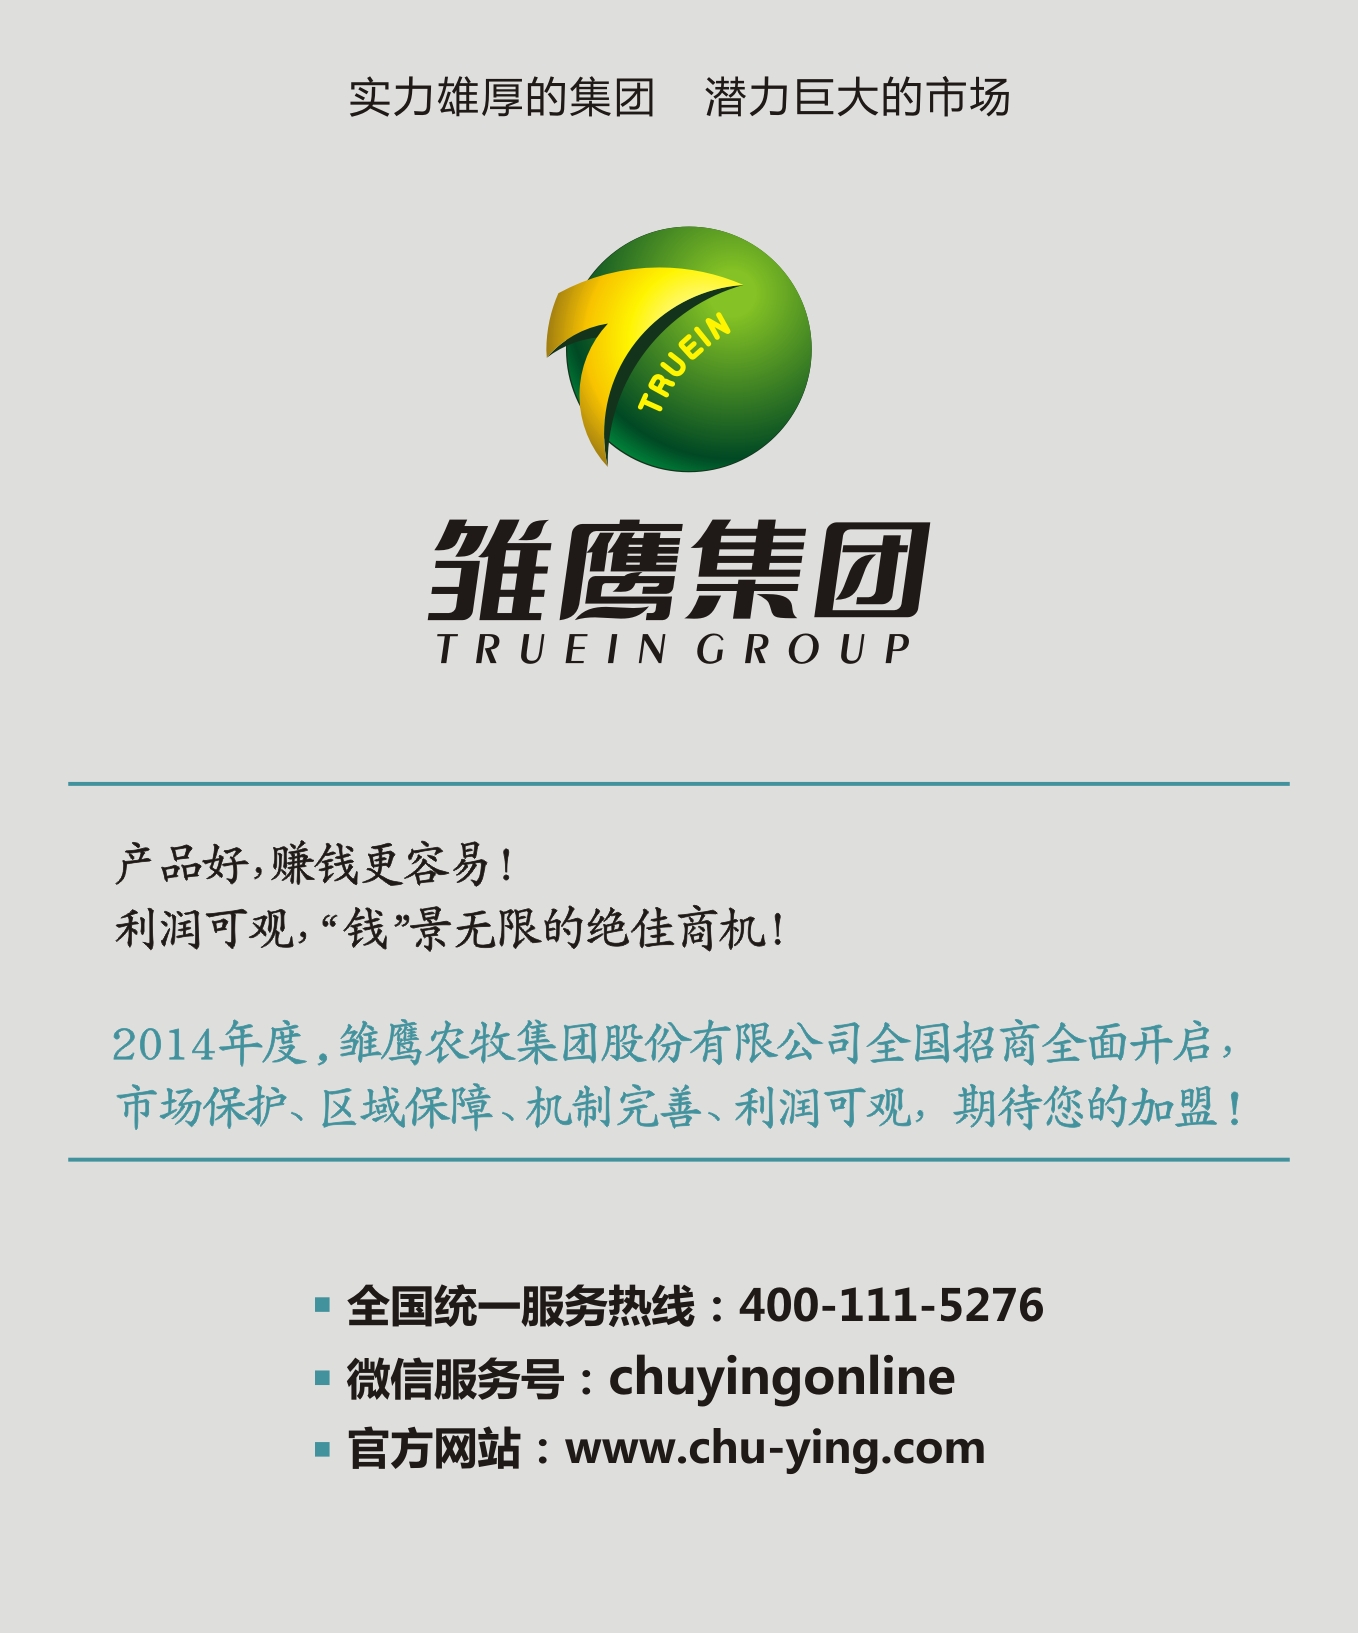 实力雄厚的集团 潜力巨大的市场
TRUEIN
雏鹰集团
TRUEIN GROUP
产品好，赚钱更容易！
利润可观，“钱”景无限的绝佳商机！
2014年度，雏鹰农牧集团股份有限公司全国招商全面开启，
市场保护、区域保障、机制完善、利润可观，期待您的加盟！
全国统一服务热线：400-111-5276
微信服务号：chuyingonline
官方网站：www.chu-ying.com